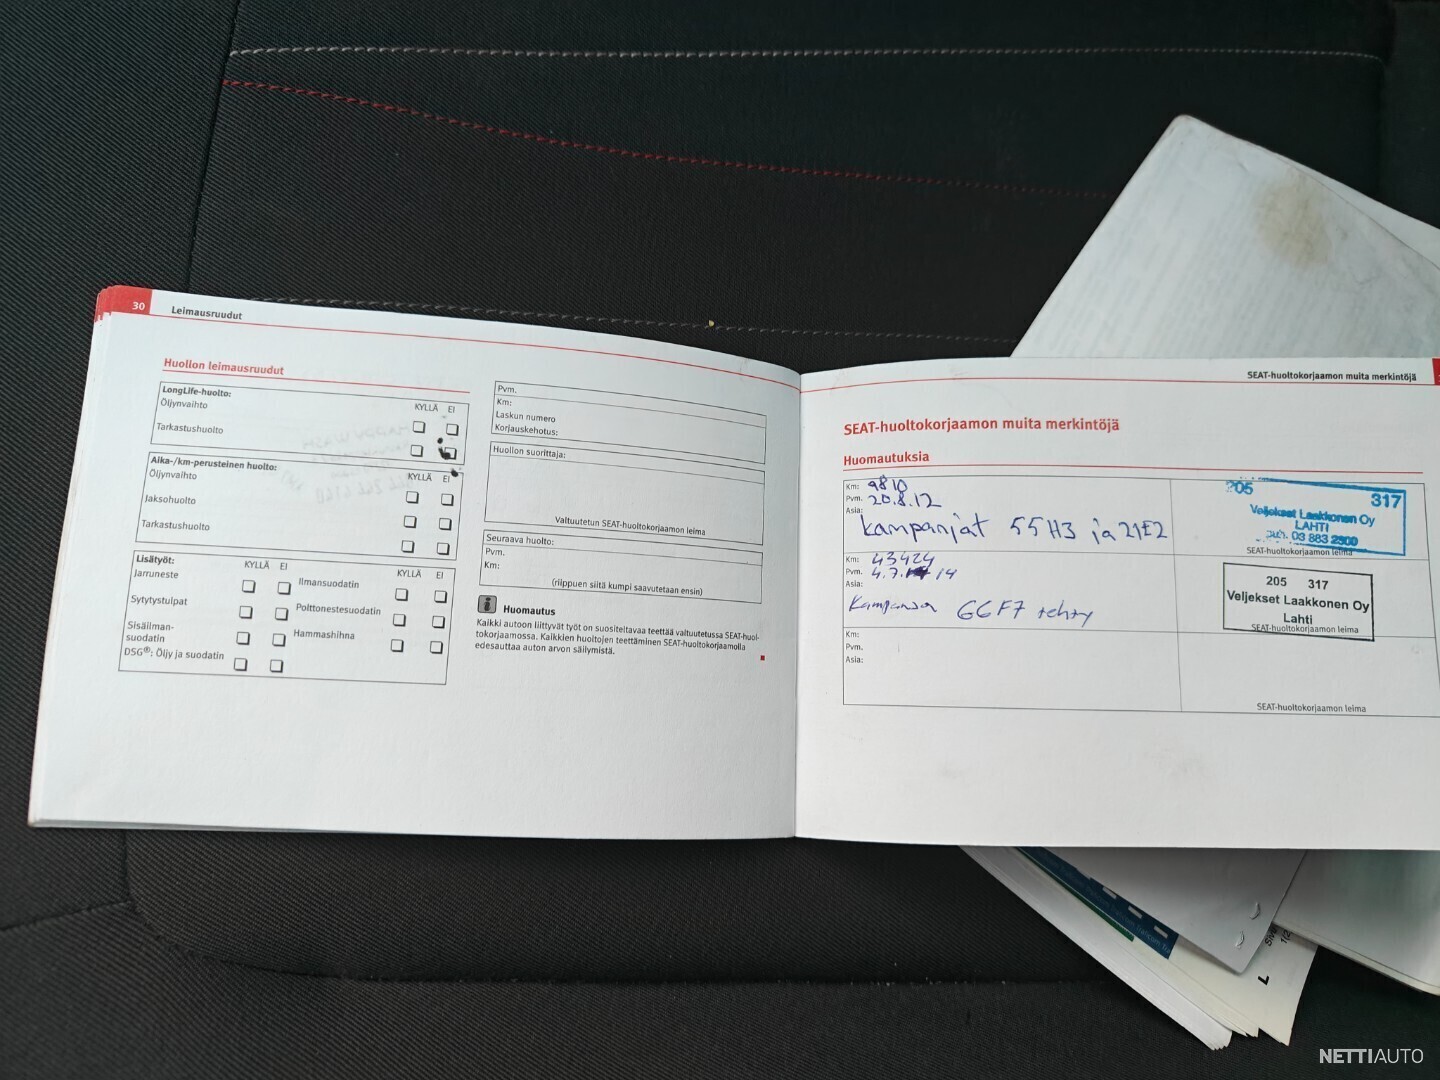 30
Leimausruudut
Huollon leimausruudut
LongLife-huolto:
KYLLÄ EI
Öljynvaihto
Tarkastushuolto
Aika-/km-perusteinen huolto:
KYLLÄ EI
Öljynvaihto
Jaksohuolto
Tarkastushuolto
Lisätyöt:
KYLLÄ EI
KYLLÄ EI
Jarruneste
Ilmansuodatin
Sytytystulpat
Polttonestesuodatin
Sisäilman-
suodatin
Hammashihna
DSG®: Öljy ja suodatin
Pvm.
Km:
Laskun numero
Korjauskehotus:
Huollon suorittaja:
Valtuutetun SEAT-huoltokorjaamon leima
Seuraava huolto:
Pvm.
Km:
(riippuen siitä kumpi saavutetaan ensin)
i Huomautus
Kaikki autoon liittyvät työt on suositeltavaa teettää valtuutetussa SEAT-huol-
tokorjaamossa. Kaikkien huoltojen teettäminen SEAT-huoltokorjaamolla
edesauttaa auton arvon säilymistä.
SEAT-huoltokorjaamon muita merkintöjä
SEAT-huoltokorjaamon muita merkintöjä
Huomautuksia
Km: 9810
Pvm. 20.8.12
Asia:
Kampanjat 55H3 ja 21E2
205 317
Veljekset Laakkonen Oy
LAHTI
puh. 03 883 2900
SEAT-huoltokorjaamon leima
Km: 43424
Pvm. 4.7. 14
Asia:
Kampanja GGF7 tehty
205 317
Veljekset Laakkonen Oy
Lahti
SEAT-huoltokorjaamon leima
Km:
Pvm.
Asia:
SEAT-huoltokorjaamon leima
L
NETTIAUTO